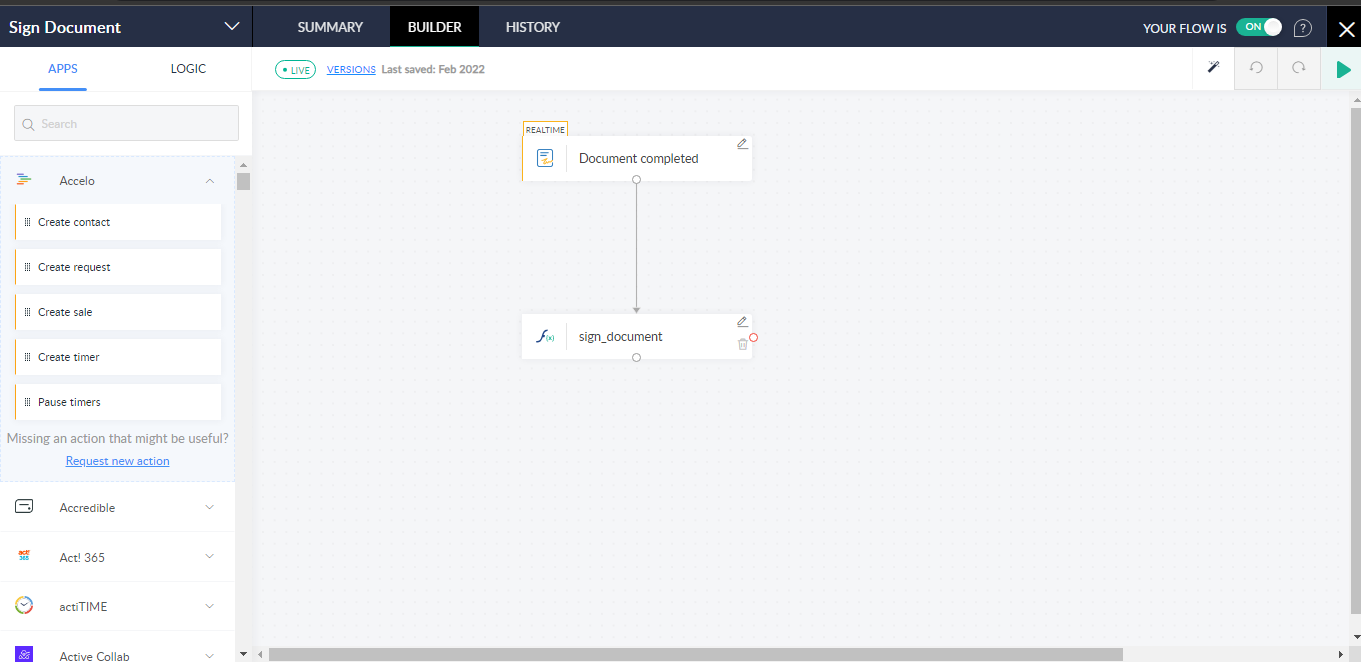 Sign Document
SUMMARY
BUILDER
HISTORY
YOUR FLOW IS
ON
?
APPS
LOGIC
LIVE
VERSIONS
Last saved: Feb 2022
Search
REALTIME
Document completed
Accelo
Create contact
Create request
Create sale
Create timer
Pause timers
Missing an action that might be useful?
Request new action
f(x)
sign_document
Accredible
act!
365
Act! 365
actiTIME
Active Collab